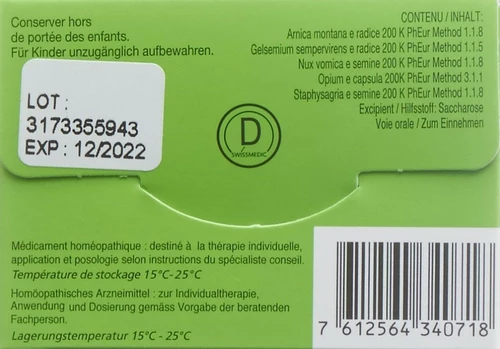 Conserver hors
de portée des enfants.
Für Kinder unzugänglich aufbewahren.
LOT :
3173355943
EXP : 12/2022
D
SWISSMEDIC
CONTENU / INHALT:
Arnica montana e radice 200 K PhEur Method 1.1.8
Gelsemium sempervirens e radice 200 K PhEur Method 1.1.5
Nux vomica e semine 200 K PhEur Method 1.1.8
Opium e capsula 200K PhEur Method 3.1.1
Staphysagria e semine 200 K PhEur Method 1.1.8
Excipient / Hilfsstoff: Saccharose
Voie orale / Zum Einnehmen
Médicament homéopathique : destiné à la thérapie individuelle,
application et posologie selon instructions du spécialiste conseil.
Température de stockage 15°C-25°C
Homöopathisches Arzneimittel : zur Individualtherapie,
Anwendung und Dosierung gemäss Vorgabe der beratenden
Fachperson.
Lagerungstemperatur 15°C - 25°C
7 612564 340718